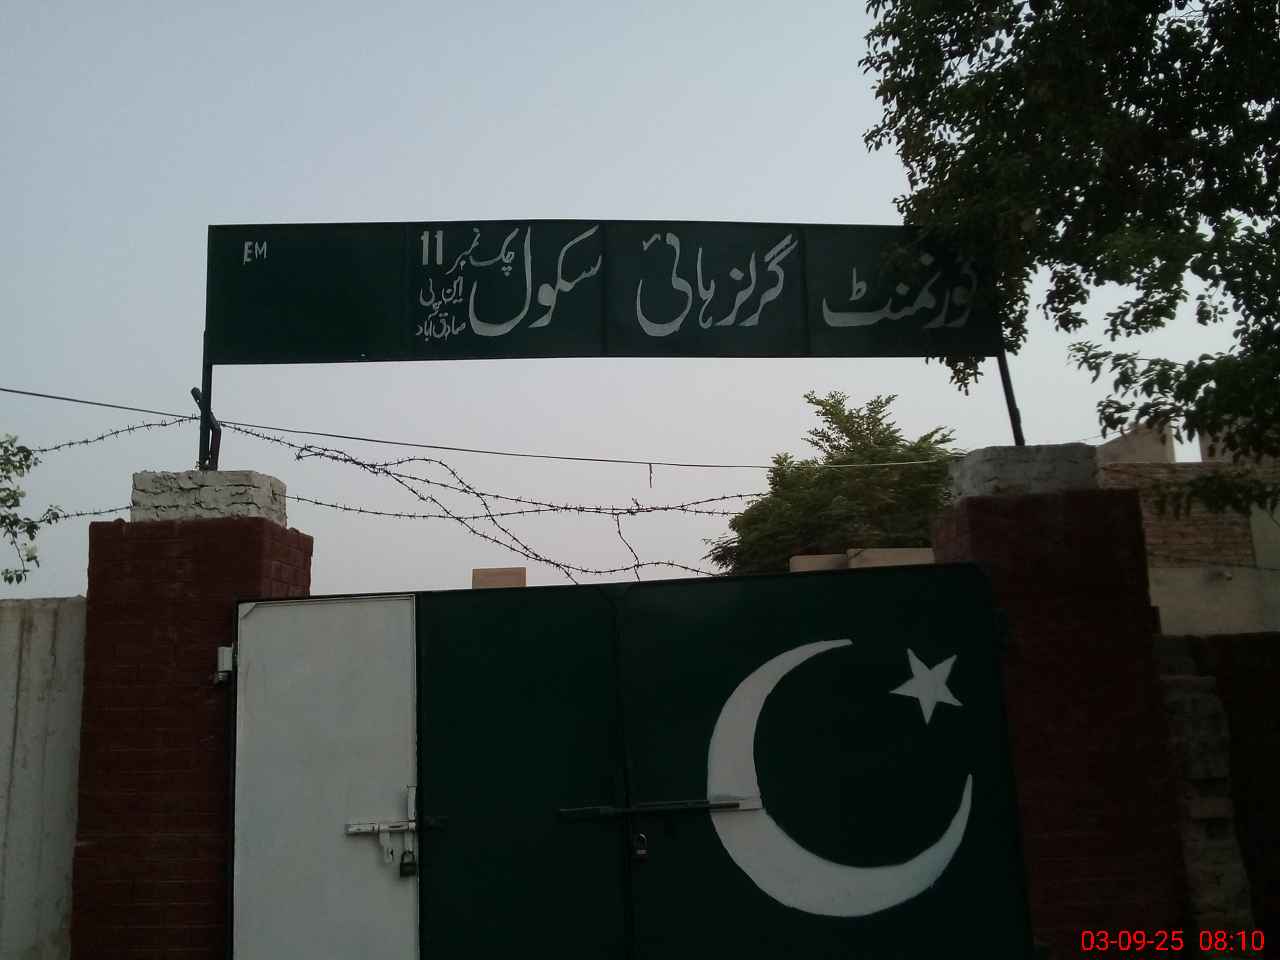 گورنمنٹ گرلز ہائی سکول چک نمبر 11
این پی
صادق آباد
EM
03-09-25 08:10